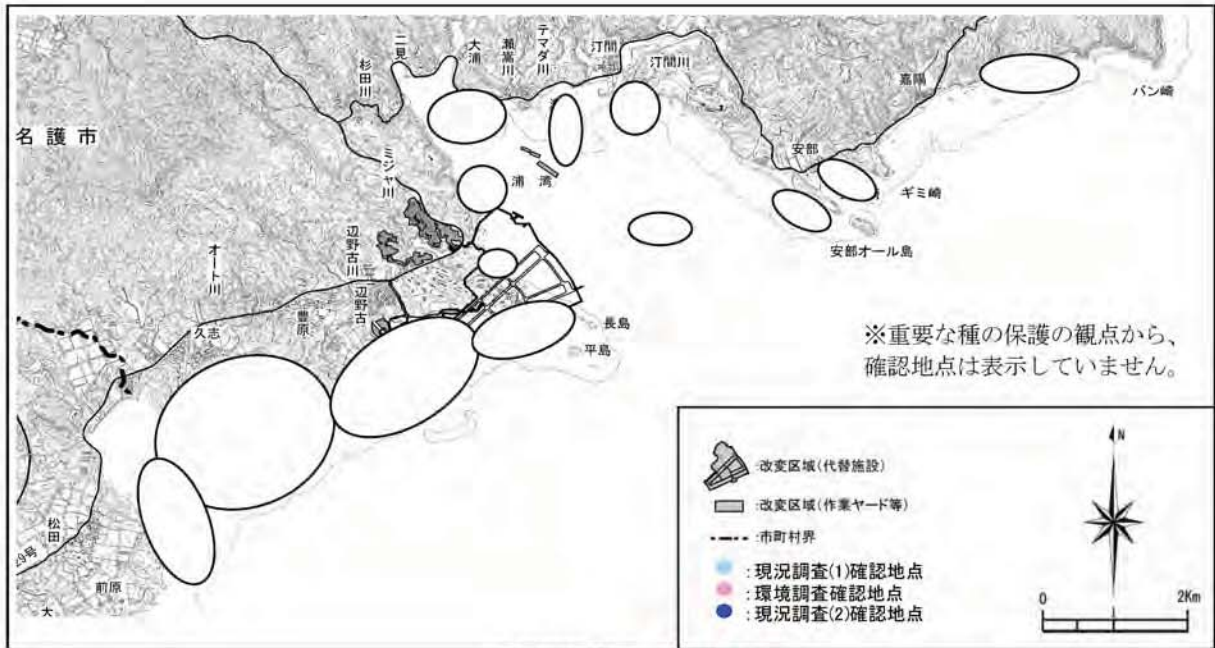 名護市
杉田川
二見
大浦
瀬嵩川
テマダ川
汀間
汀間川
嘉陽
バン崎
安部
ギミ崎
安部オール島
ミジャ川
浦湾
辺野古川
辺野古
オート川
久志
豊原
長島
平島
松田
29号
前原
大
※重要な種の保護の観点から、
確認地点は表示していません。
:改変区域(代替施設)
:改変区域(作業ヤード等)
:市町村界
:現況調査(1)確認地点
:環境調査確認地点
:現況調査(2)確認地点
N
0 2Km